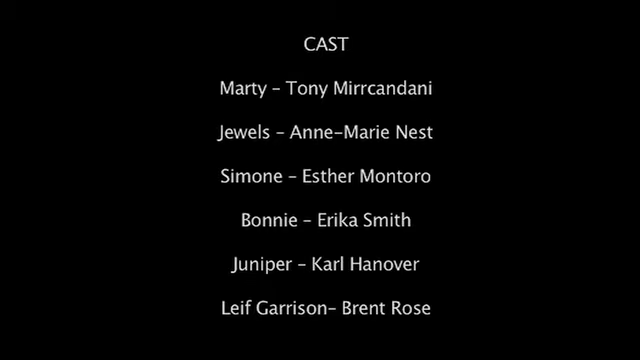 CAST
Marty – Tony Mirrcandani
Jewels – Anne-Marie Nest
Simone – Esther Montoro
Bonnie – Erika Smith
Juniper – Karl Hanover
Leif Garrison– Brent Rose